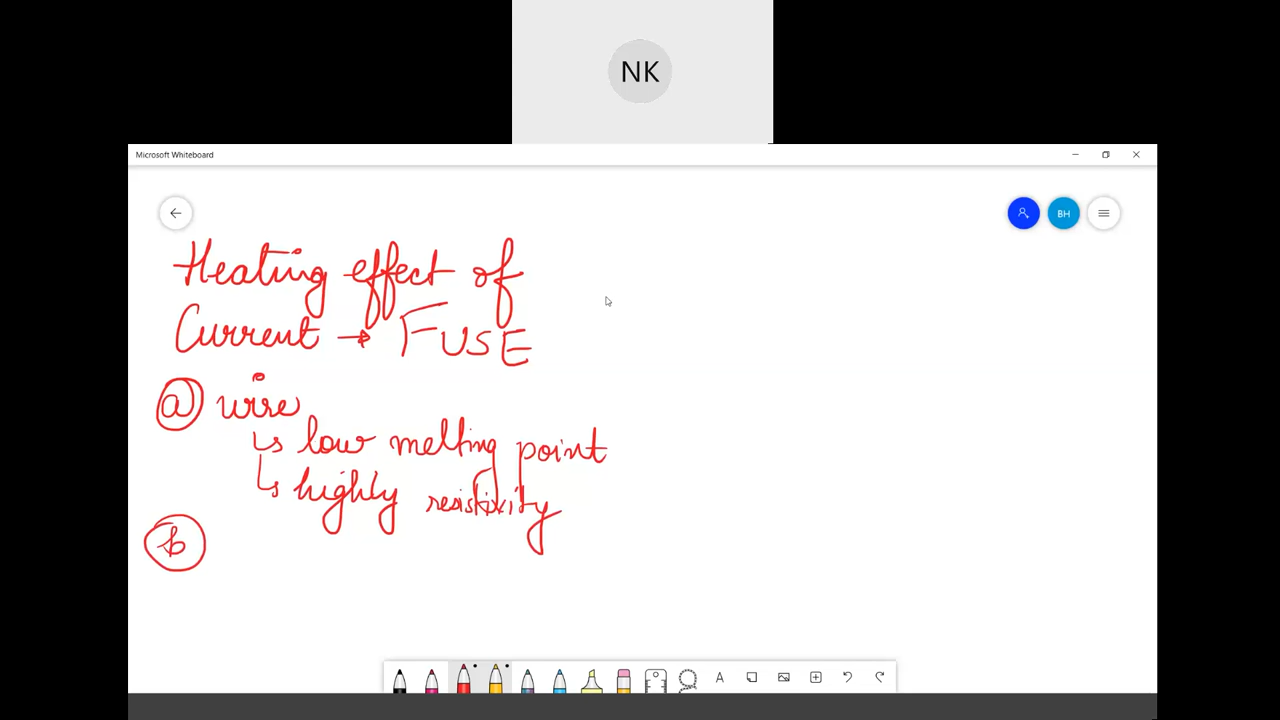 NK
Microsoft Whiteboard
BH
Heating effect of
Current → FUSE
a wire
↳ low melting point
↳ highly resistivity
b
A